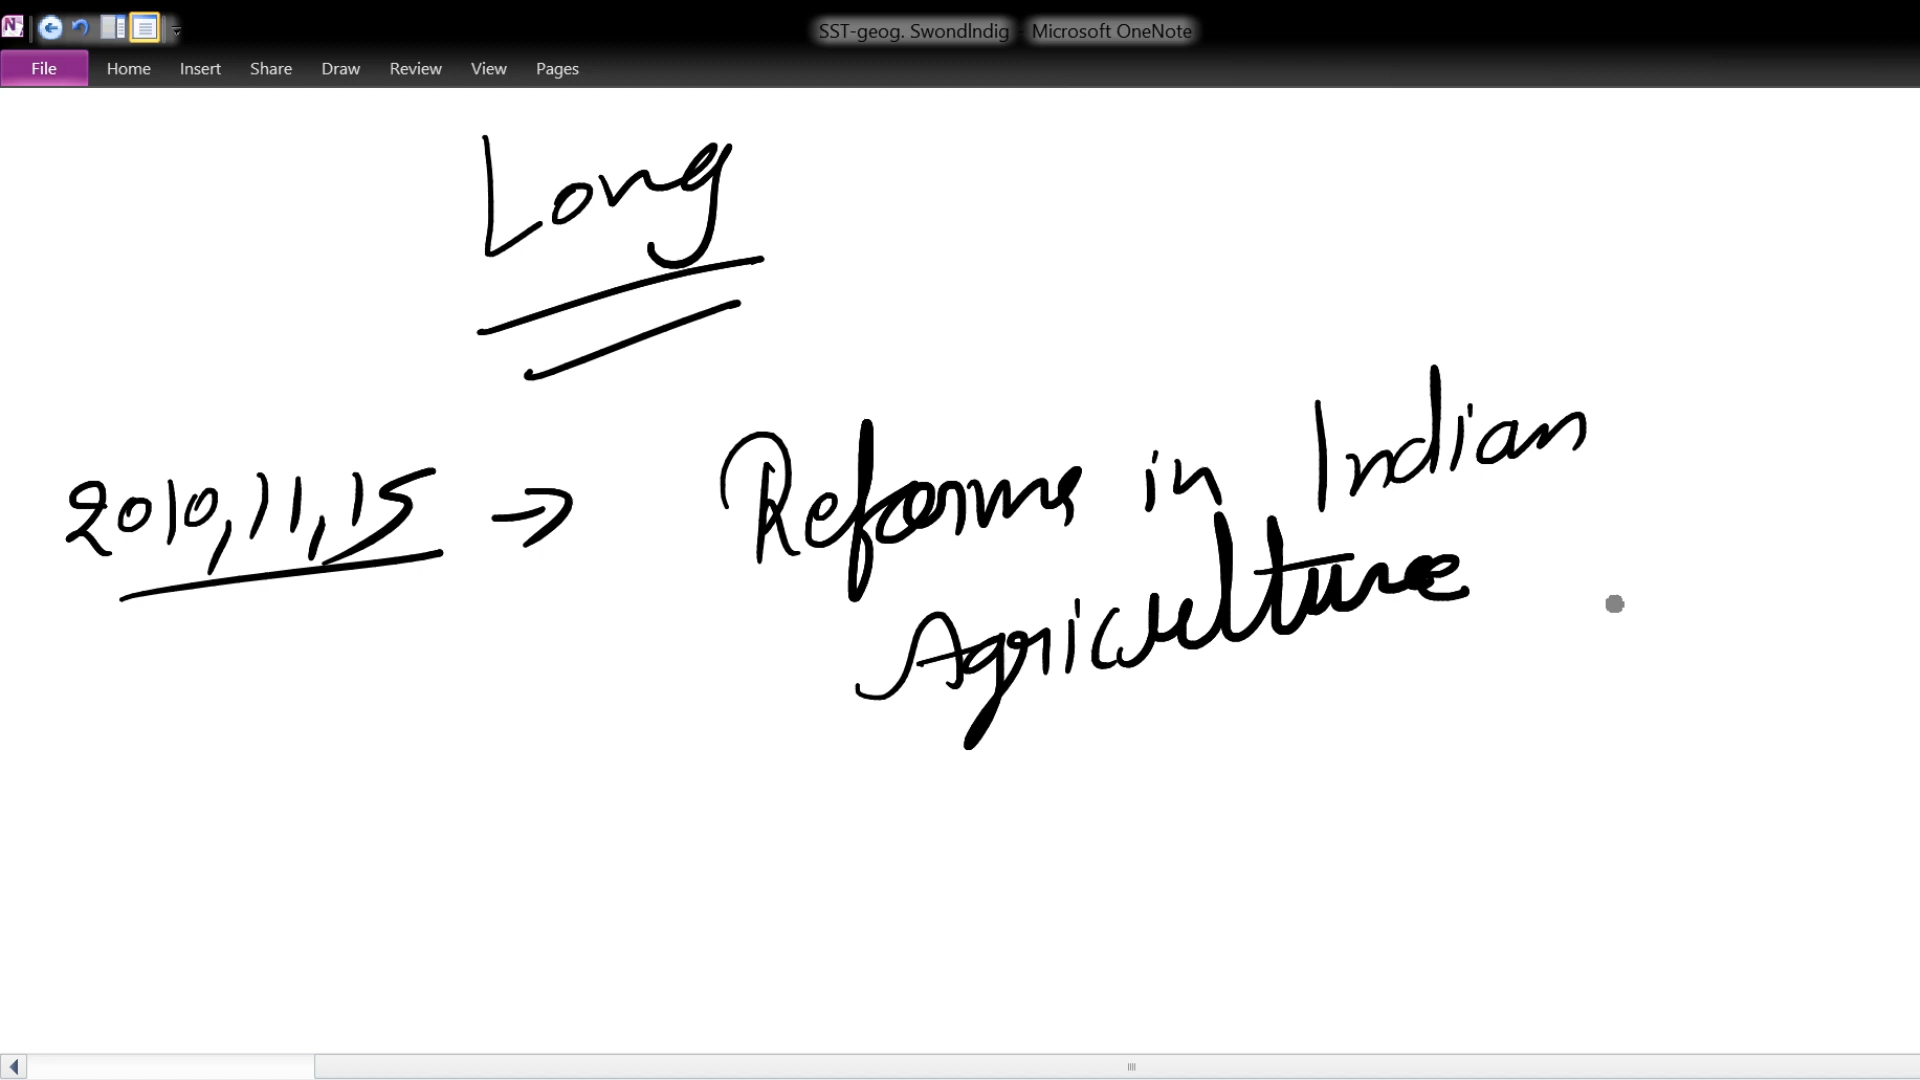 SST-geog. SwondIndig - Microsoft OneNote
File Home Insert Share Draw Review View Pages
Long
2010, 11, 15 → Reforms in Indian
Agriculture